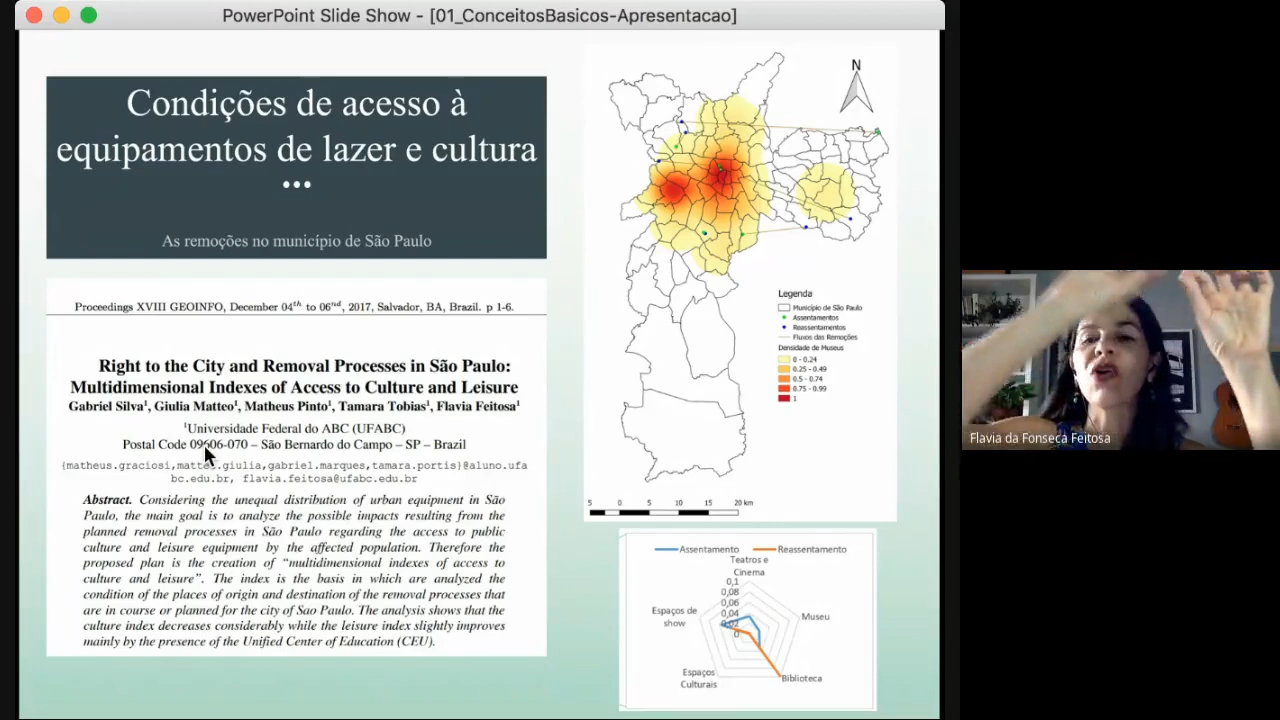 PowerPoint Slide Show - [01_ConceitosBasicos-Apresentacao]
Condições de acesso à
equipamentos de lazer e cultura
•••
As remoções no município de São Paulo
Proceedings XVIII GEOINFO, December 04th to 06nd, 2017, Salvador, BA, Brazil. p 1-6.
Right to the City and Removal Processes in São Paulo:
Multidimensional Indexes of Access to Culture and Leisure
Gabriel Silva1, Giulia Matteo1, Matheus Pinto1, Tamara Tobias1, Flavia Feitosa1
1Universidade Federal do ABC (UFABC)
Postal Code 09606-070 – São Bernardo do Campo – SP – Brazil
{matheus.graciosi,matteo.giulia,gabriel.marques,tamara.portis}@aluno.ufa
bc.edu.br, flavia.feitosa@ufabc.edu.br
Abstract. Considering the unequal distribution of urban equipment in São
Paulo, the main goal is to analyze the possible impacts resulting from the
planned removal processes in São Paulo regarding the access to public
culture and leisure equipment by the affected population. Therefore the
proposed plan is the creation of “multidimensional indexes of access to
culture and leisure”. The index is the basis in which are analyzed the
condition of the places of origin and destination of the removal processes that
are in course or planned for the city of Sao Paulo. The analysis shows that the
culture index decreases considerably while the leisure index slightly improves
mainly by the presence of the Unified Center of Education (CEU).
N
Legenda
Município de São Paulo
Assentamentos
Reassentamentos
Fluxos das Remoções
Densidade de Museus
0 - 0.24
0.25 - 0.49
0.5 - 0.74
0.75 - 0.99
1
5 0 5 10 15 20 km
Assentamento Reassentamento
Teatros e
Cinema
0,1
0,08
0,06
0,04
0,02
0
Museu
Biblioteca
Espaços
Culturais
Espaços de
show
Flavia da Fonseca Feitosa